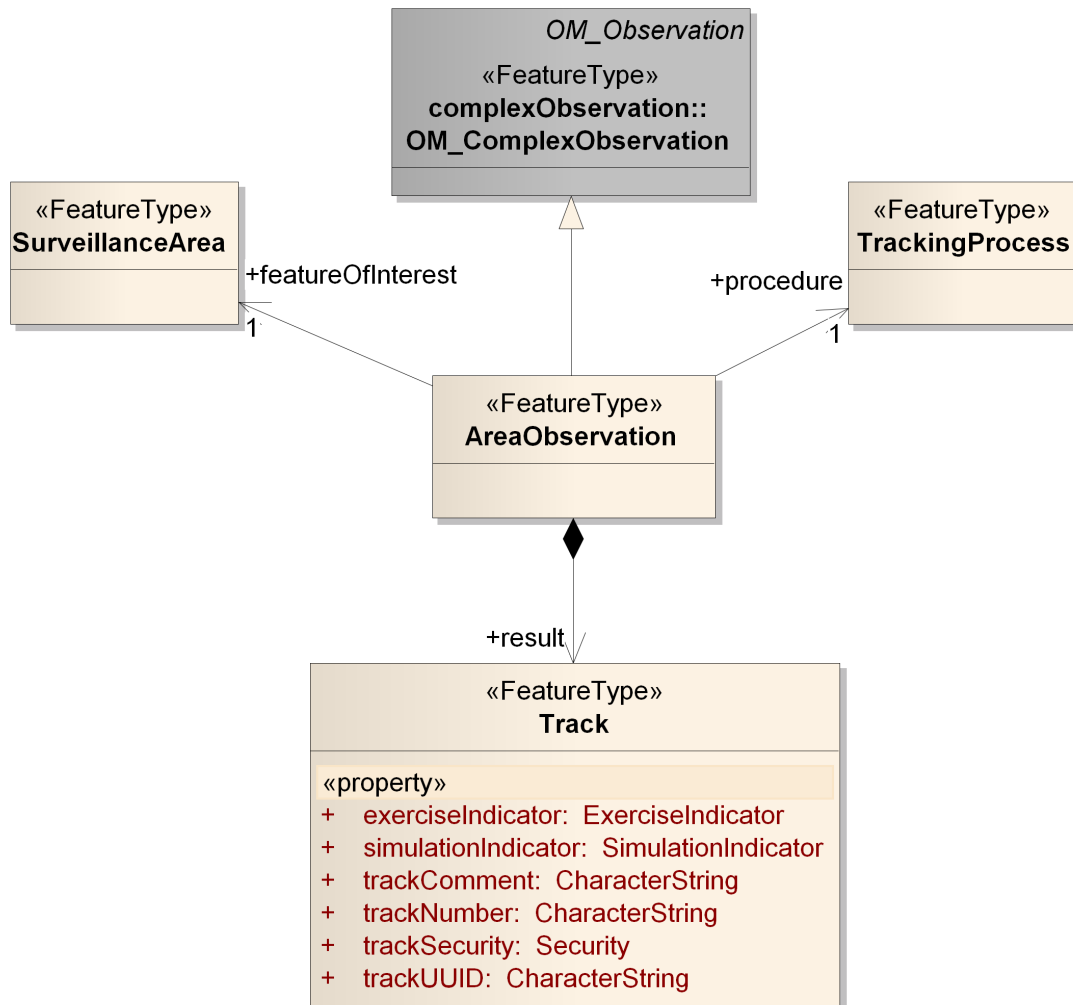 OM_Observation
«FeatureType»
complexObservation::
OM_ComplexObservation
«FeatureType»
SurveillanceArea
«FeatureType»
TrackingProcess
+featureOfInterest
1
+procedure
1
«FeatureType»
AreaObservation
+result
«FeatureType»
Track
«property»
+ exerciseIndicator: ExerciseIndicator
+ simulationIndicator: SimulationIndicator
+ trackComment: CharacterString
+ trackNumber: CharacterString
+ trackSecurity: Security
+ trackUUID: CharacterString